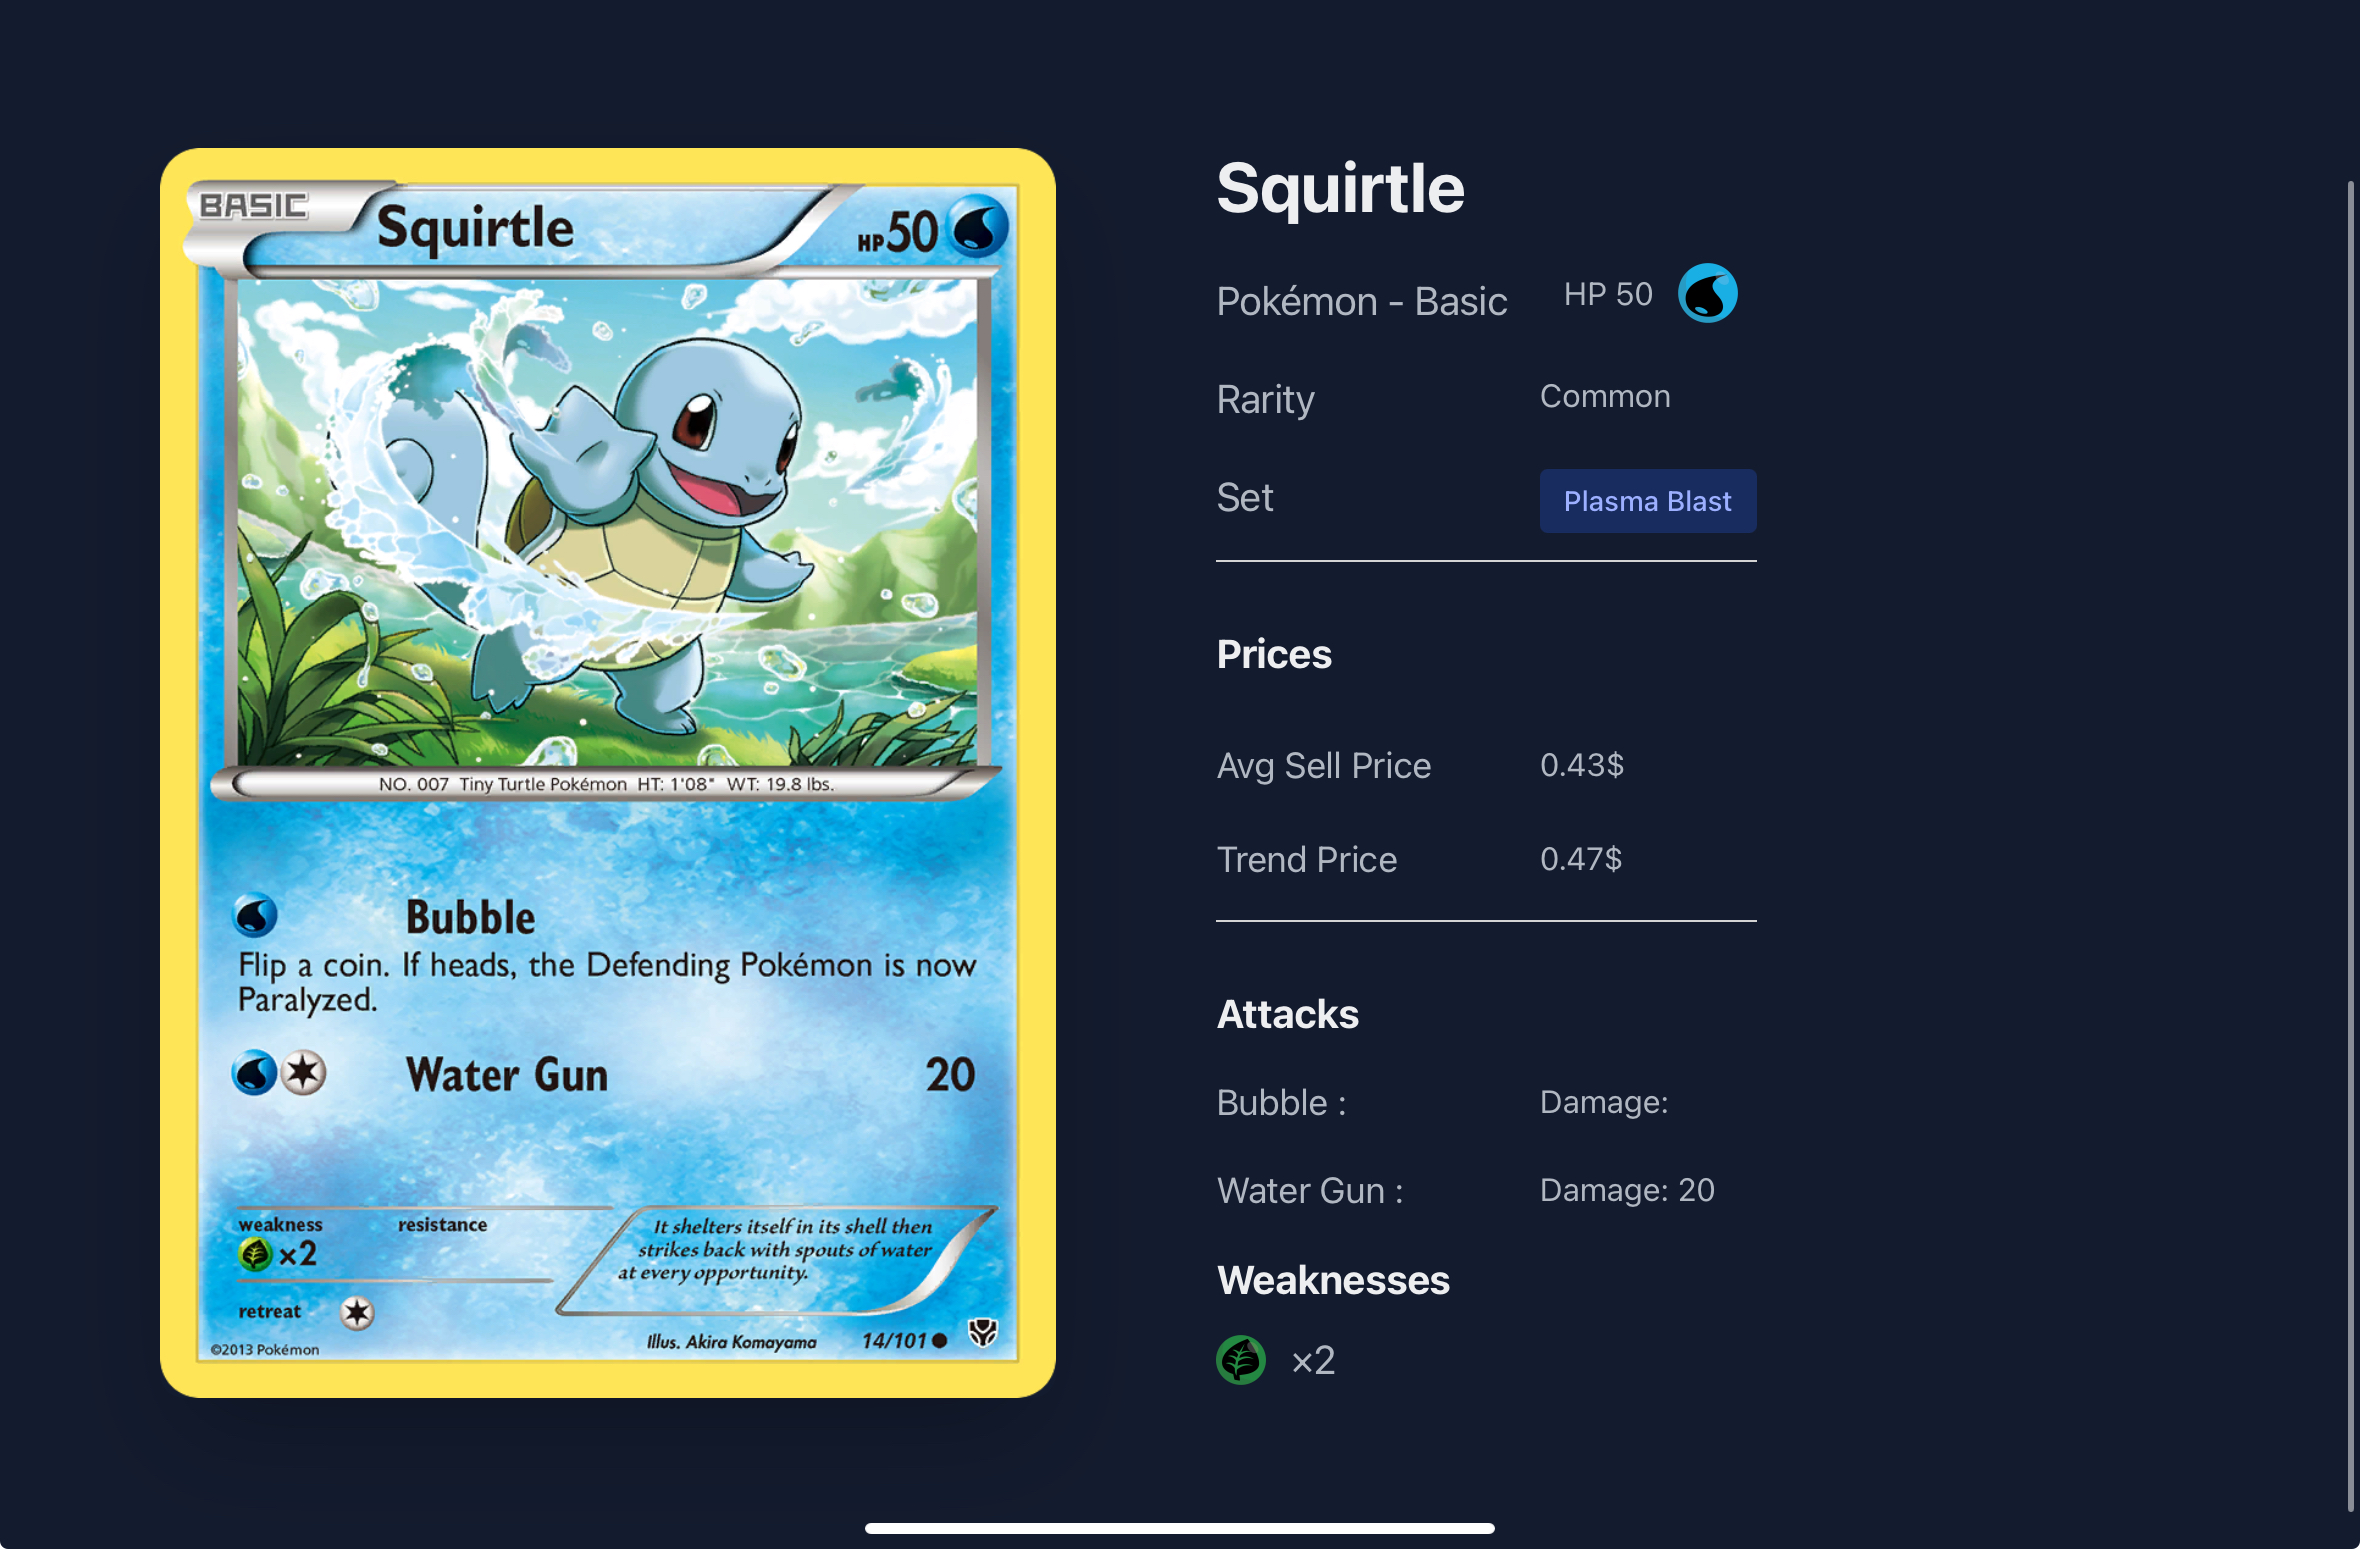 BASIC
Squirtle
HP 50
NO. 007 Tiny Turtle Pokémon HT: 1'08" WT: 19.8 lbs.
Bubble
Flip a coin. If heads, the Defending Pokémon is now
Paralyzed.
Water Gun 20
weakness resistance
×2
It shelters itself in its shell then
strikes back with spouts of water
at every opportunity.
retreat
Illus. Akira Komayama 14/101
©2013 Pokémon
Squirtle
Pokémon - Basic HP 50
Rarity Common
Set Plasma Blast
Prices
Avg Sell Price 0.43$
Trend Price 0.47$
Attacks
Bubble : Damage:
Water Gun : Damage: 20
Weaknesses
×2